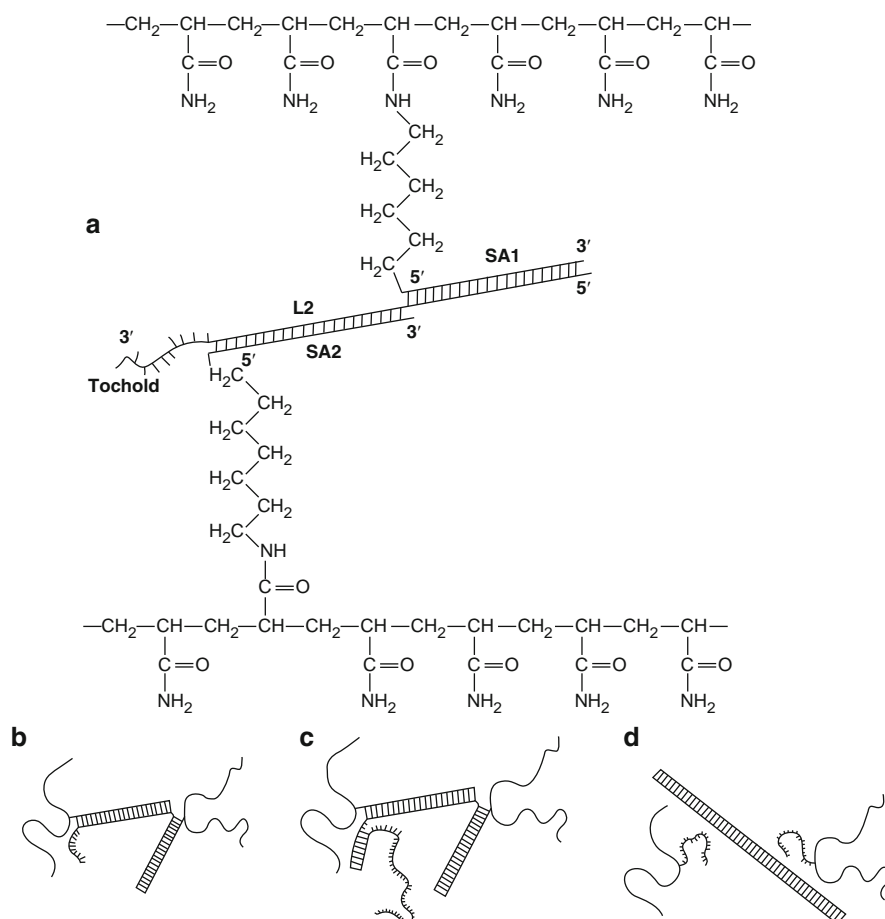 —CH₂—CH—CH₂—CH—CH₂—CH—CH₂—CH—CH₂—CH—CH₂—CH—
C=O C=O C=O C=O C=O C=O
NH₂ NH₂ NH NH₂ NH₂ NH₂
CH₂
H₂C
CH₂
H₂C
a
CH₂
H₂C
SA1
3′
5′
5′
L2
3′
SA2
3′
5′
Tochold
H₂C
CH₂
H₂C
CH₂
H₂C
CH₂
H₂C
NH
C=O
—CH₂—CH—CH₂—CH—CH₂—CH—CH₂—CH—CH₂—CH—CH₂—CH—
C=O C=O C=O C=O C=O
NH₂ NH₂ NH₂ NH₂ NH₂
b c d